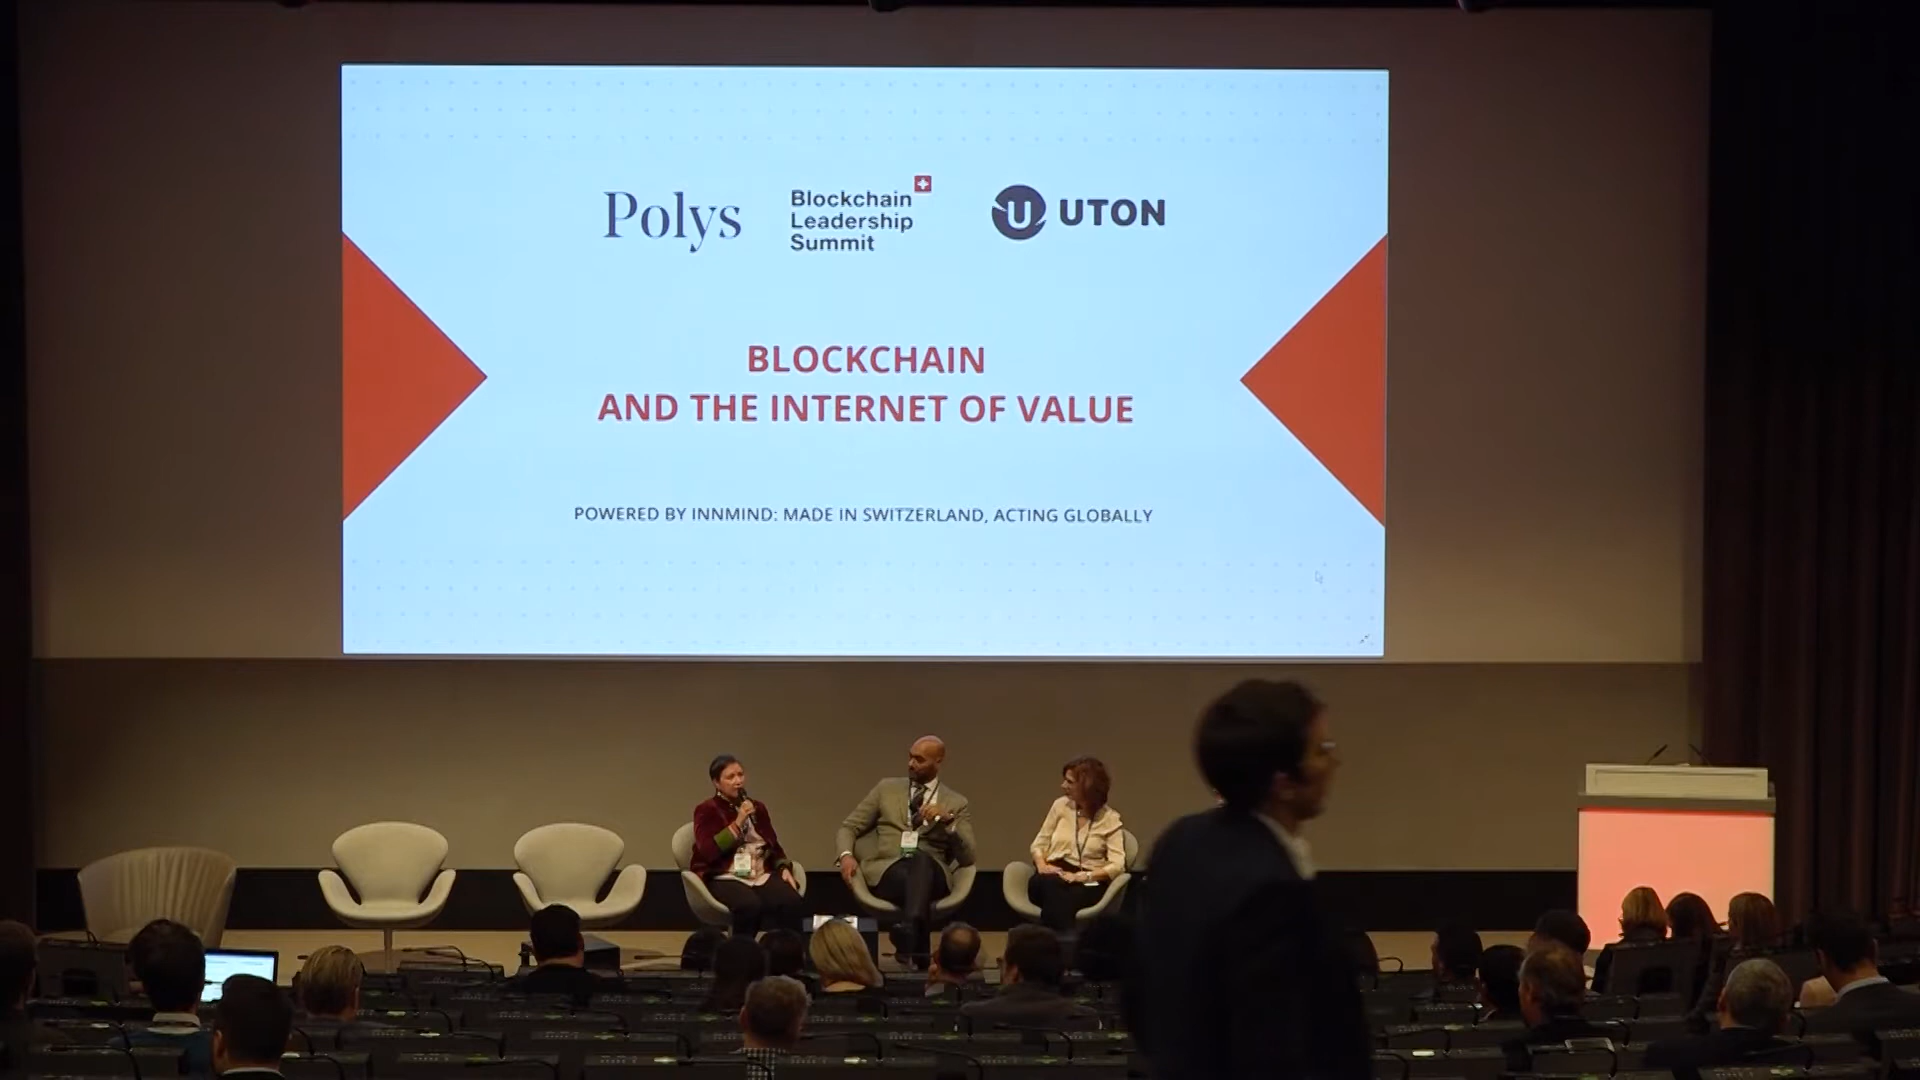 Polys
Blockchain
Leadership
Summit
U UTON
BLOCKCHAIN
AND THE INTERNET OF VALUE
POWERED BY INNMIND: MADE IN SWITZERLAND, ACTING GLOBALLY